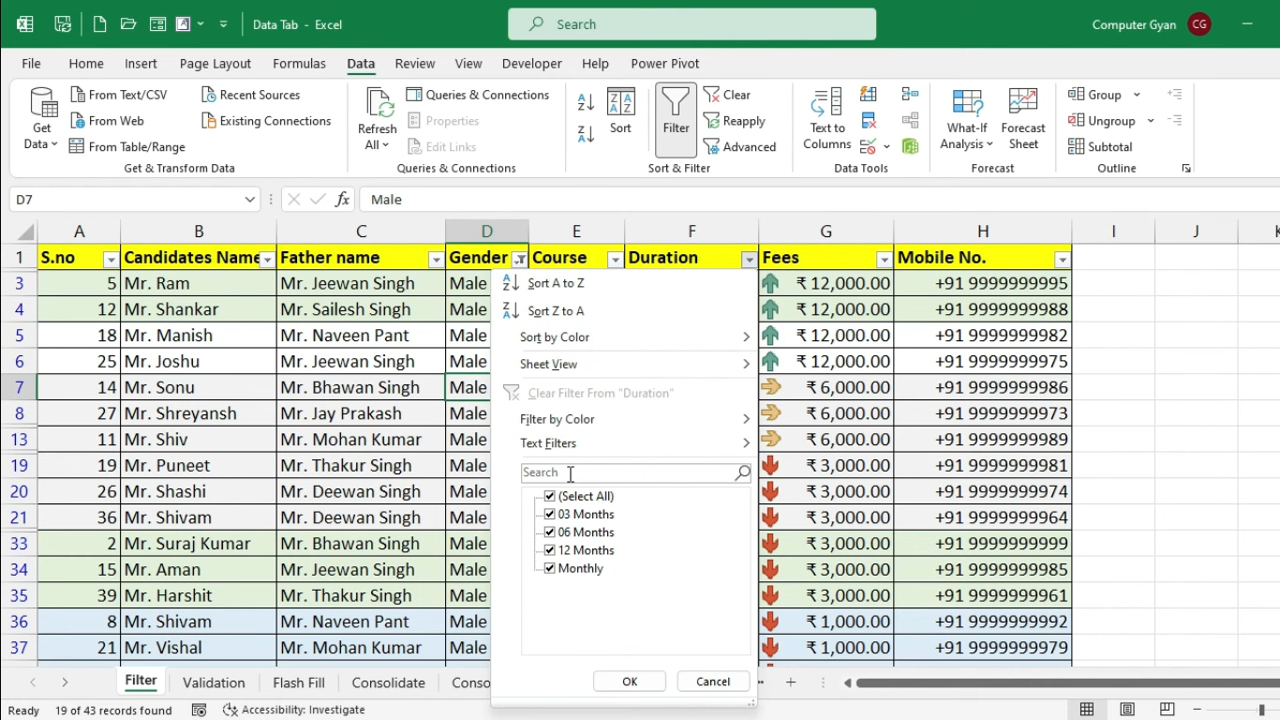 Data Tab - Excel
Search
Computer Gyan
CG
File Home Insert Page Layout Formulas Data Review View Developer Help Power Pivot
Get Data
From Text/CSV
From Web
From Table/Range
Recent Sources
Existing Connections
Get & Transform Data
Refresh All
Queries & Connections
Properties
Edit Links
Queries & Connections
Sort
Filter
Clear
Reapply
Advanced
Sort & Filter
Text to Columns
Data Tools
What-If Analysis
Forecast Sheet
Forecast
Group
Ungroup
Subtotal
Outline
D7
fx
Male
A B C D E F G H I J K
1 S.no Candidates Name Father name Gender Course Duration Fees Mobile No.
3 5 Mr. Ram Mr. Jeewan Singh Male ₹ 12,000.00 +91 9999999995
4 12 Mr. Shankar Mr. Sailesh Singh Male ₹ 12,000.00 +91 9999999988
5 18 Mr. Manish Mr. Naveen Pant Male ₹ 12,000.00 +91 9999999982
6 25 Mr. Joshu Mr. Jeewan Singh Male ₹ 12,000.00 +91 9999999975
7 14 Mr. Sonu Mr. Bhawan Singh Male ₹ 6,000.00 +91 9999999986
8 27 Mr. Shreyansh Mr. Jay Prakash Male ₹ 6,000.00 +91 9999999973
13 11 Mr. Shiv Mr. Mohan Kumar Male ₹ 6,000.00 +91 9999999989
19 19 Mr. Puneet Mr. Thakur Singh Male ₹ 3,000.00 +91 9999999981
20 26 Mr. Shashi Mr. Deewan Singh Male ₹ 3,000.00 +91 9999999974
21 36 Mr. Shivam Mr. Deewan Singh Male ₹ 3,000.00 +91 9999999964
33 2 Mr. Suraj Kumar Mr. Bhawan Singh Male ₹ 3,000.00 +91 9999999999
34 15 Mr. Aman Mr. Jeewan Singh Male ₹ 3,000.00 +91 9999999985
35 39 Mr. Harshit Mr. Thakur Singh Male ₹ 3,000.00 +91 9999999961
36 8 Mr. Shivam Mr. Naveen Pant Male ₹ 1,000.00 +91 9999999992
37 21 Mr. Vishal Mr. Mohan Kumar Male ₹ 1,000.00 +91 9999999979
Sort A to Z
Sort Z to A
Sort by Color
Sheet View
Clear Filter From "Duration"
Filter by Color
Text Filters
Search
(Select All)
03 Months
06 Months
12 Months
Monthly
OK Cancel
Filter Validation Flash Fill Consolidate Conso
Ready 19 of 43 records found Accessibility: Investigate